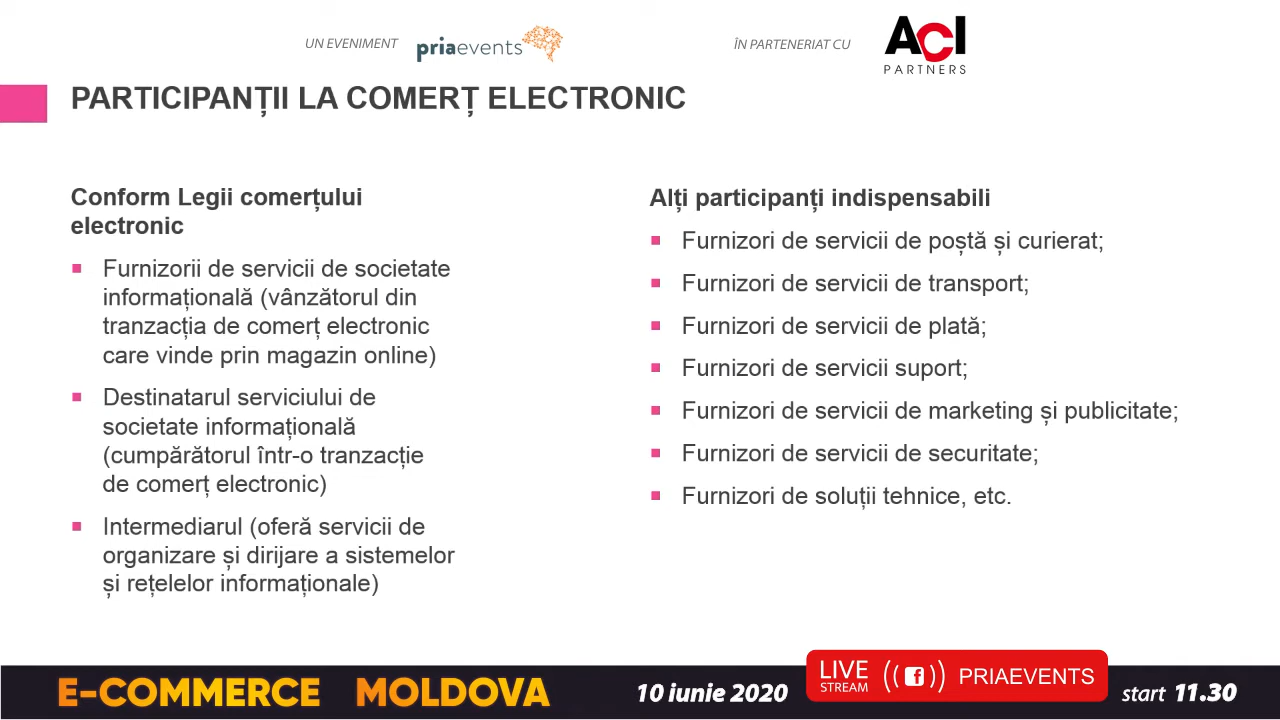 UN EVENIMENT
priaevents
ÎN PARTENERIAT CU
ACI
PARTNERS
PARTICIPANȚII LA COMERȚ ELECTRONIC
Conform Legii comerțului
electronic
Furnizorii de servicii de societate
informațională (vânzătorul din
tranzacția de comerț electronic
care vinde prin magazin online)
Destinatarul serviciului de
societate informațională
(cumpărătorul într-o tranzacție
de comerț electronic)
Intermediarul (oferă servicii de
organizare și dirijare a sistemelor
și rețelelor informaționale)
Alți participanți indispensabili
Furnizori de servicii de poștă și curierat;
Furnizori de servicii de transport;
Furnizori de servicii de plată;
Furnizori de servicii suport;
Furnizori de servicii de marketing și publicitate;
Furnizori de servicii de securitate;
Furnizori de soluții tehnice, etc.
E-COMMERCE MOLDOVA
10 iunie 2020
LIVE
STREAM
PRIAEVENTS
start 11.30